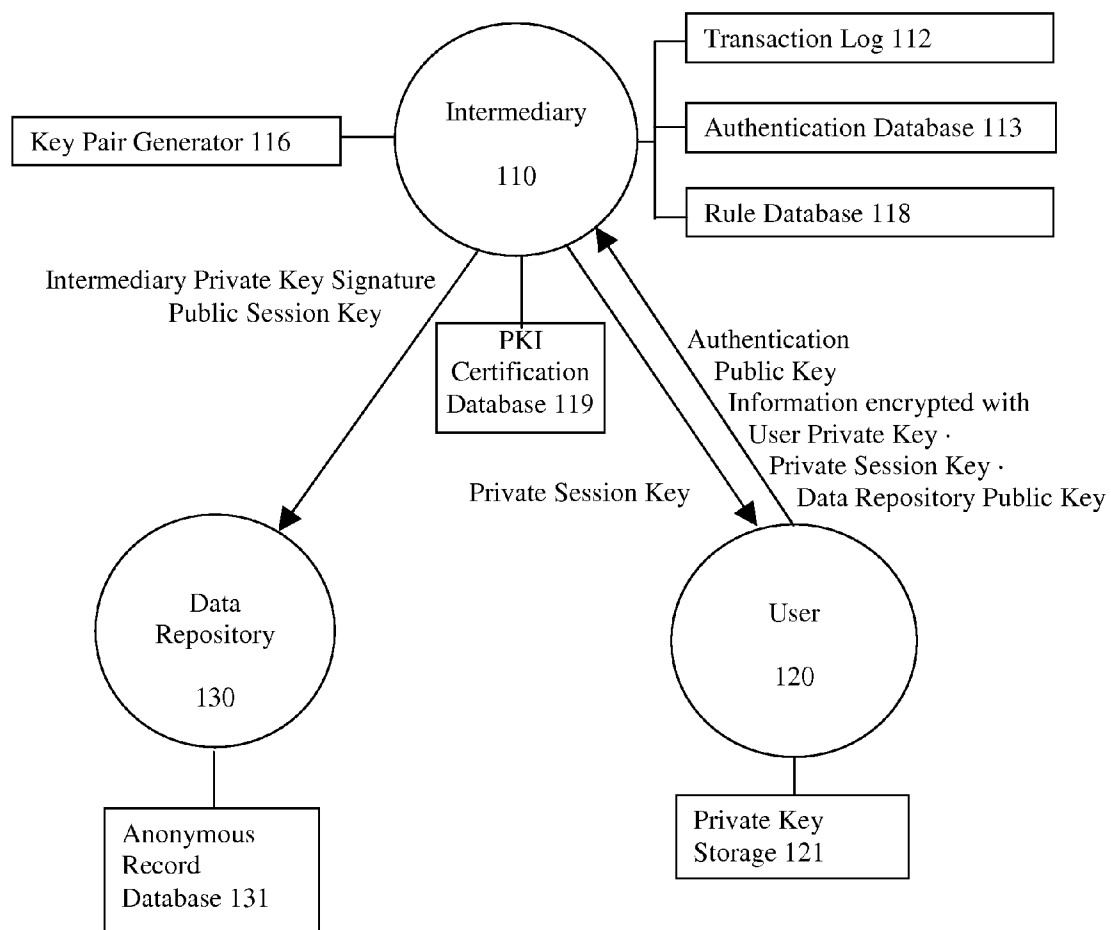 Transaction Log 112
Intermediary
110
Key Pair Generator 116
Authentication Database 113
Rule Database 118
Intermediary Private Key Signature
Public Session Key
PKI
Certification
Database 119
Authentication
Public Key
Information encrypted with
User Private Key ·
Private Session Key ·
Data Repository Public Key
Private Session Key
Data
Repository
130
User
120
Anonymous
Record
Database 131
Private Key
Storage 121